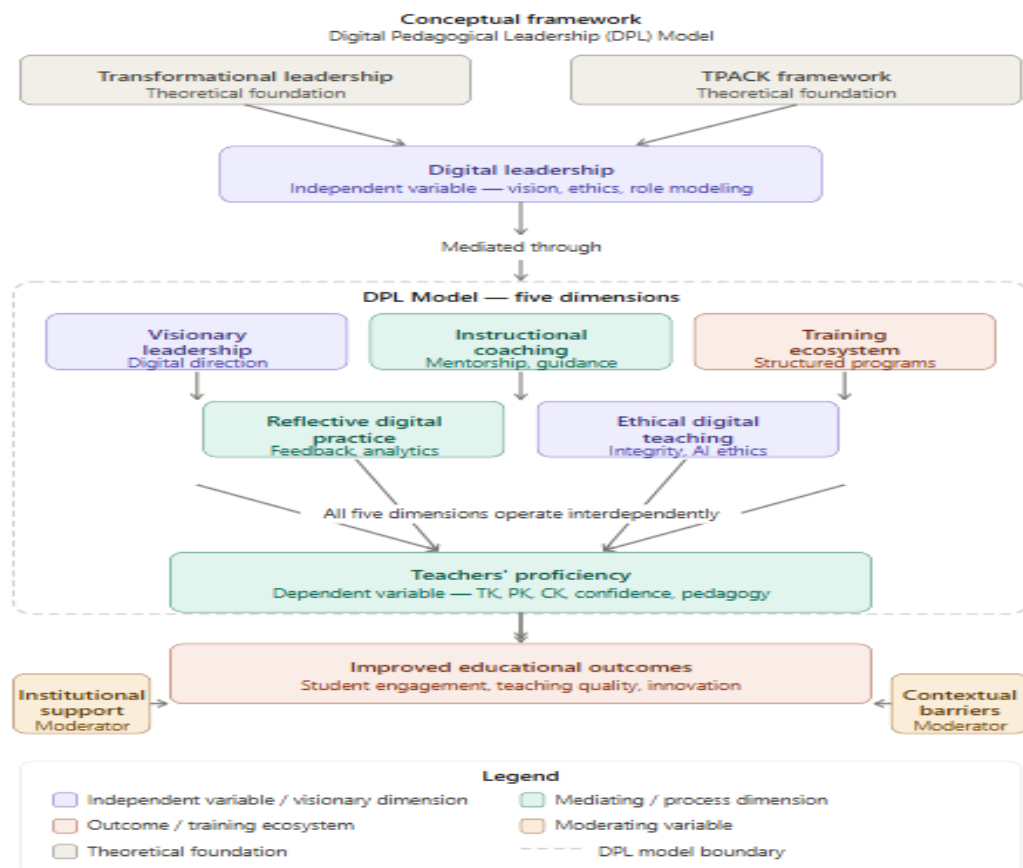 Conceptual framework
Digital Pedagogical Leadership (DPL) Model
Transformational leadership
Theoretical foundation
TPACK framework
Theoretical foundation
Digital leadership
Independent variable — vision, ethics, role modeling
Mediated through
DPL Model — five dimensions
Visionary
leadership
Digital direction
Instructional
coaching
Mentorship, guidance
Training
ecosystem
Structured programs
Reflective digital
practice
Feedback, analytics
Ethical digital
teaching
Integrity, AI ethics
All five dimensions operate interdependently
Teachers' proficiency
Dependent variable — TK, PK, CK, confidence, pedagogy
Improved educational outcomes
Student engagement, teaching quality, innovation
Institutional
support
Moderator
Contextual
barriers
Moderator
Legend
Independent variable / visionary dimension
Mediating / process dimension
Outcome / training ecosystem
Moderating variable
Theoretical foundation
DPL model boundary